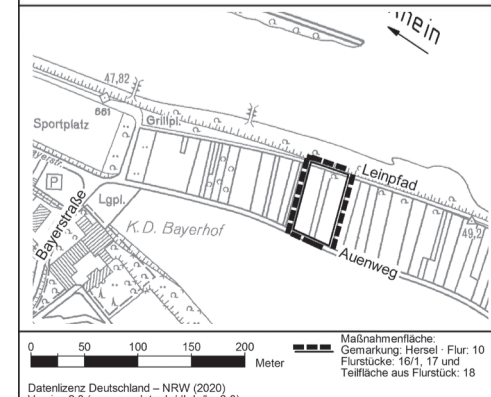 Rhein
47,82
661
Grillpl.
Sportplatz
Leinpfad
P
Lgpl.
Bayerstraße
K. D. Bayerhof
49,2
Auenweg
0 50 100 150 200 Meter
Maßnahmenfläche:
Gemarkung: Hersel · Flur: 10
Flurstücke: 16/1, 17 und
Teilfläche aus Flurstück: 18
Datenlizenz Deutschland – NRW (2020)